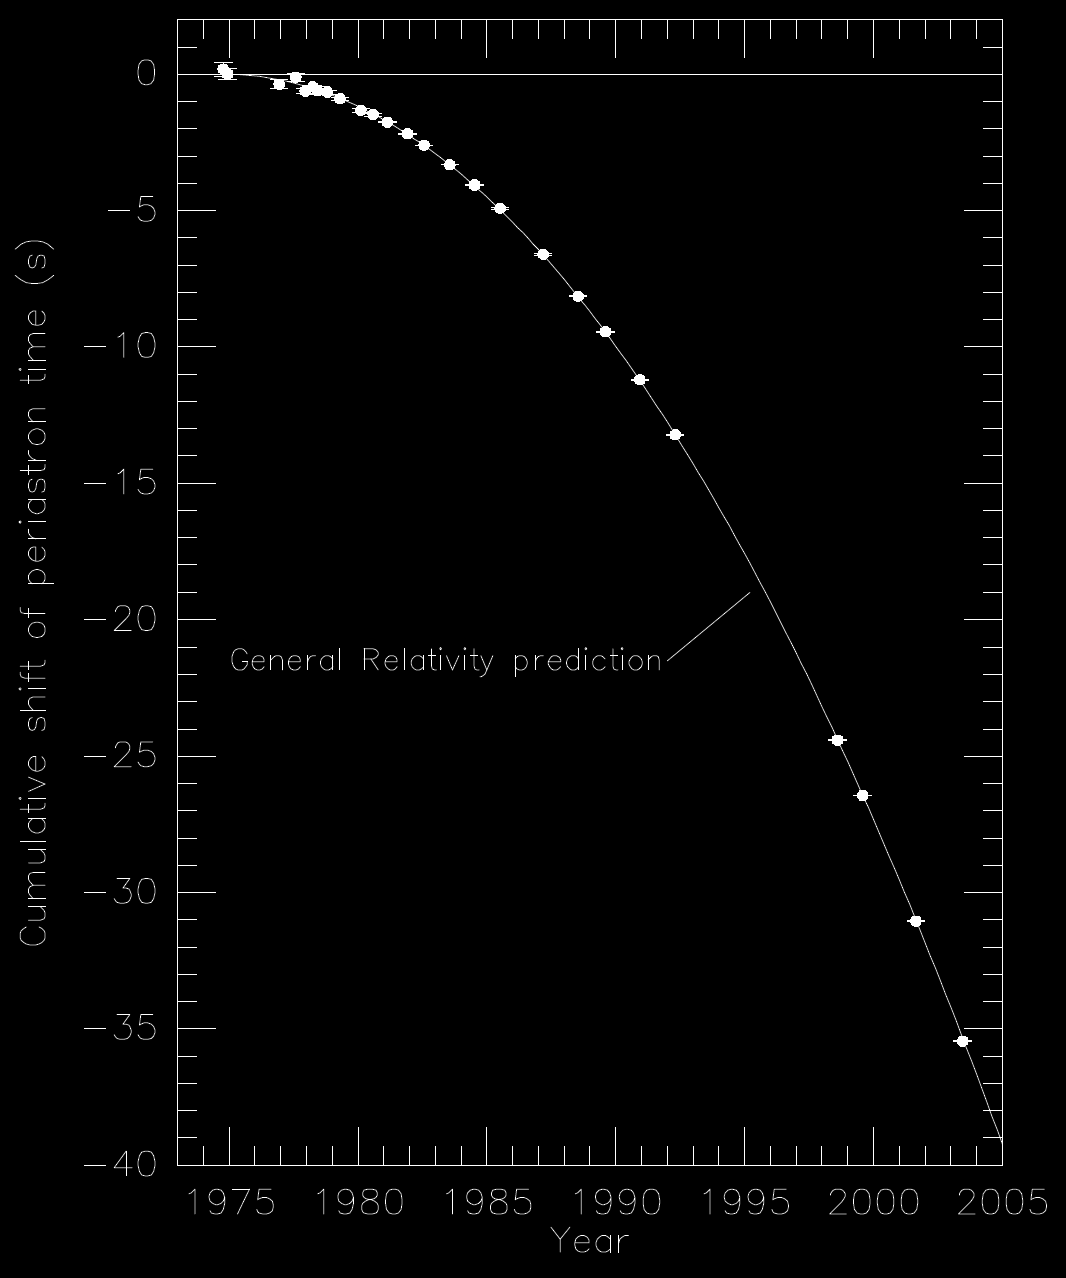 Cumulative shift of periastron time (s)
0
−5
−10
−15
−20
−25
−30
−35
−40
General Relativity prediction
1975 1980 1985 1990 1995 2000 2005
Year